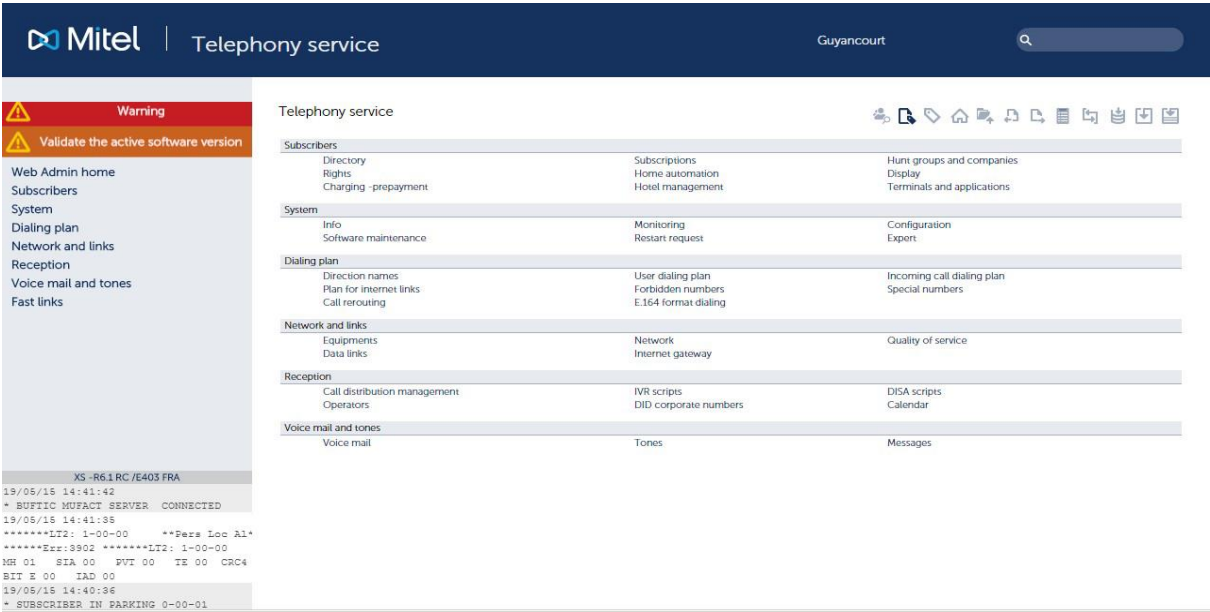 Mitel | Telephony service
Guyancourt
Warning
Validate the active software version
Web Admin home
Subscribers
System
Dialing plan
Network and links
Reception
Voice mail and tones
Fast links
XS -R6.1 RC /E403 FRA
19/05/15 14:41:42
* BUFTIC MUFACT SERVER CONNECTED
19/05/15 14:41:35
*******LT2: 1-00-00 **Pers Loc Al*
******Err:3902 *******LT2: 1-00-00
MH 01 SIA 00 PVT 00 TE 00 CRC4
BIT E 00 IAD 00
19/05/15 14:40:36
* SUBSCRIBER IN PARKING 0-00-01
Telephony service
Subscribers
Directory Subscriptions Hunt groups and companies
Rights Home automation Display
Charging -prepayment Hotel management Terminals and applications
System
Info Monitoring Configuration
Software maintenance Restart request Expert
Dialing plan
Direction names User dialing plan Incoming call dialing plan
Plan for internet links Forbidden numbers Special numbers
Call rerouting E.164 format dialing
Network and links
Equipments Network Quality of service
Data links Internet gateway
Reception
Call distribution management IVR scripts DISA scripts
Operators DID corporate numbers Calendar
Voice mail and tones
Voice mail Tones Messages